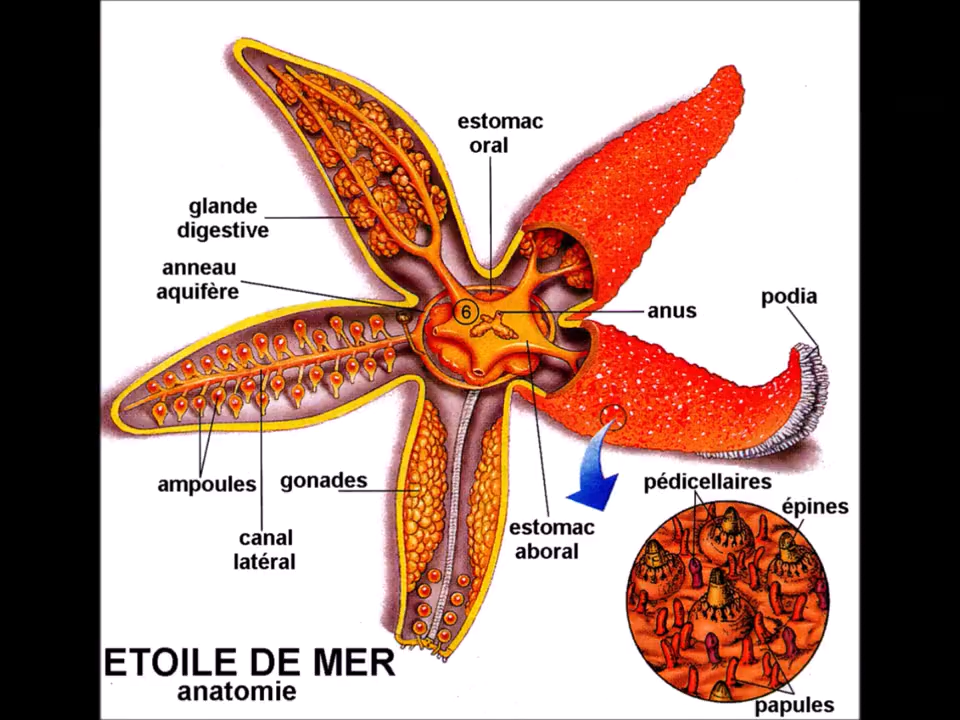 estomac
oral
glande
digestive
anneau
aquifère
6
anus
podia
ampoules
gonades
canal
latéral
estomac
aboral
pédicellaires
épines
papules
ETOILE DE MER
anatomie